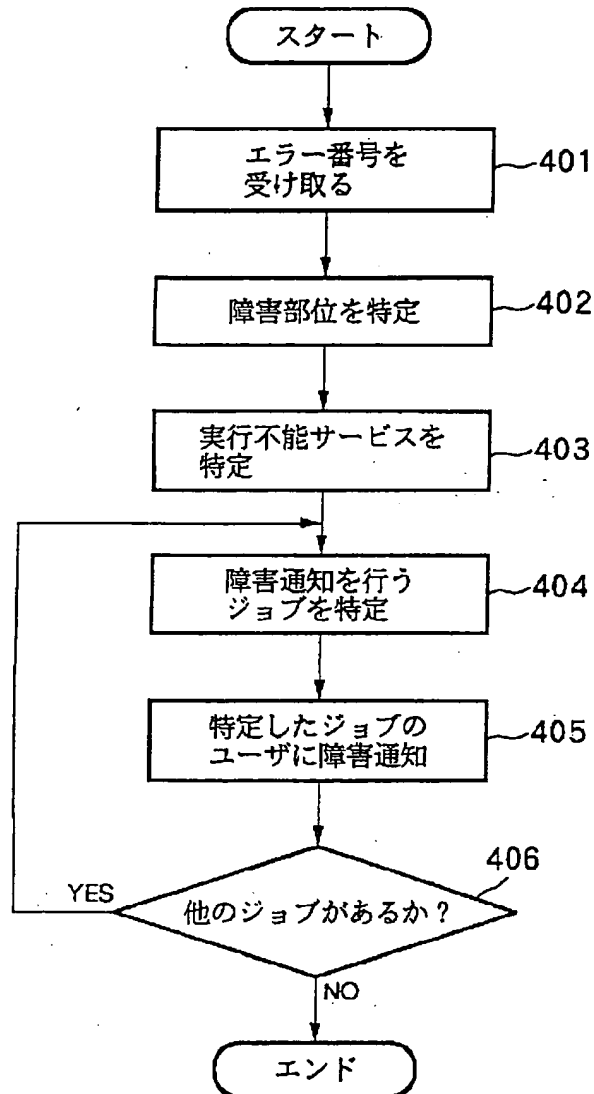 スタート
エラー番号を
受け取る
401
障害部位を特定
402
実行不能サービスを
特定
403
障害通知を行う
ジョブを特定
404
特定したジョブの
ユーザに障害通知
405
406
YES
他のジョブがあるか？
NO
エンド